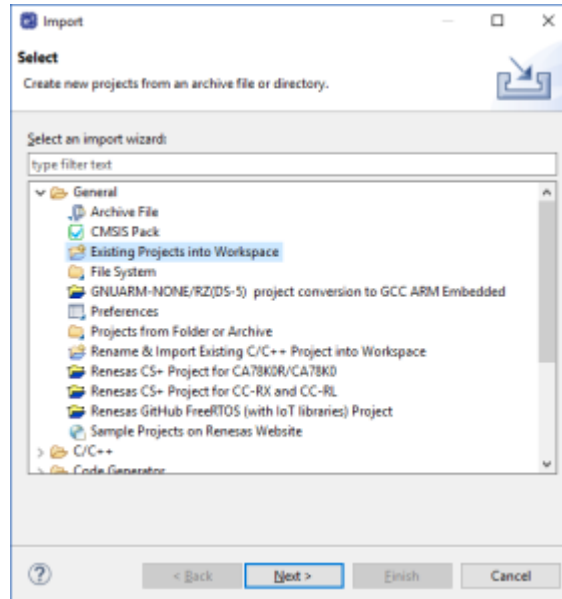 Import
Select
Create new projects from an archive file or directory.
Select an import wizard:
type filter text
General
Archive File
CMSIS Pack
Existing Projects into Workspace
File System
GNUARM-NONE/RZ(DS-5) project conversion to GCC ARM Embedded
Preferences
Projects from Folder or Archive
Rename & Import Existing C/C++ Project into Workspace
Renesas CS+ Project for CA78K0R/CA78K0
Renesas CS+ Project for CC-RX and CC-RL
Renesas GitHub FreeRTOS (with IoT libraries) Project
Sample Projects on Renesas Website
C/C++
Code Generator
? < Back Next > Finish Cancel